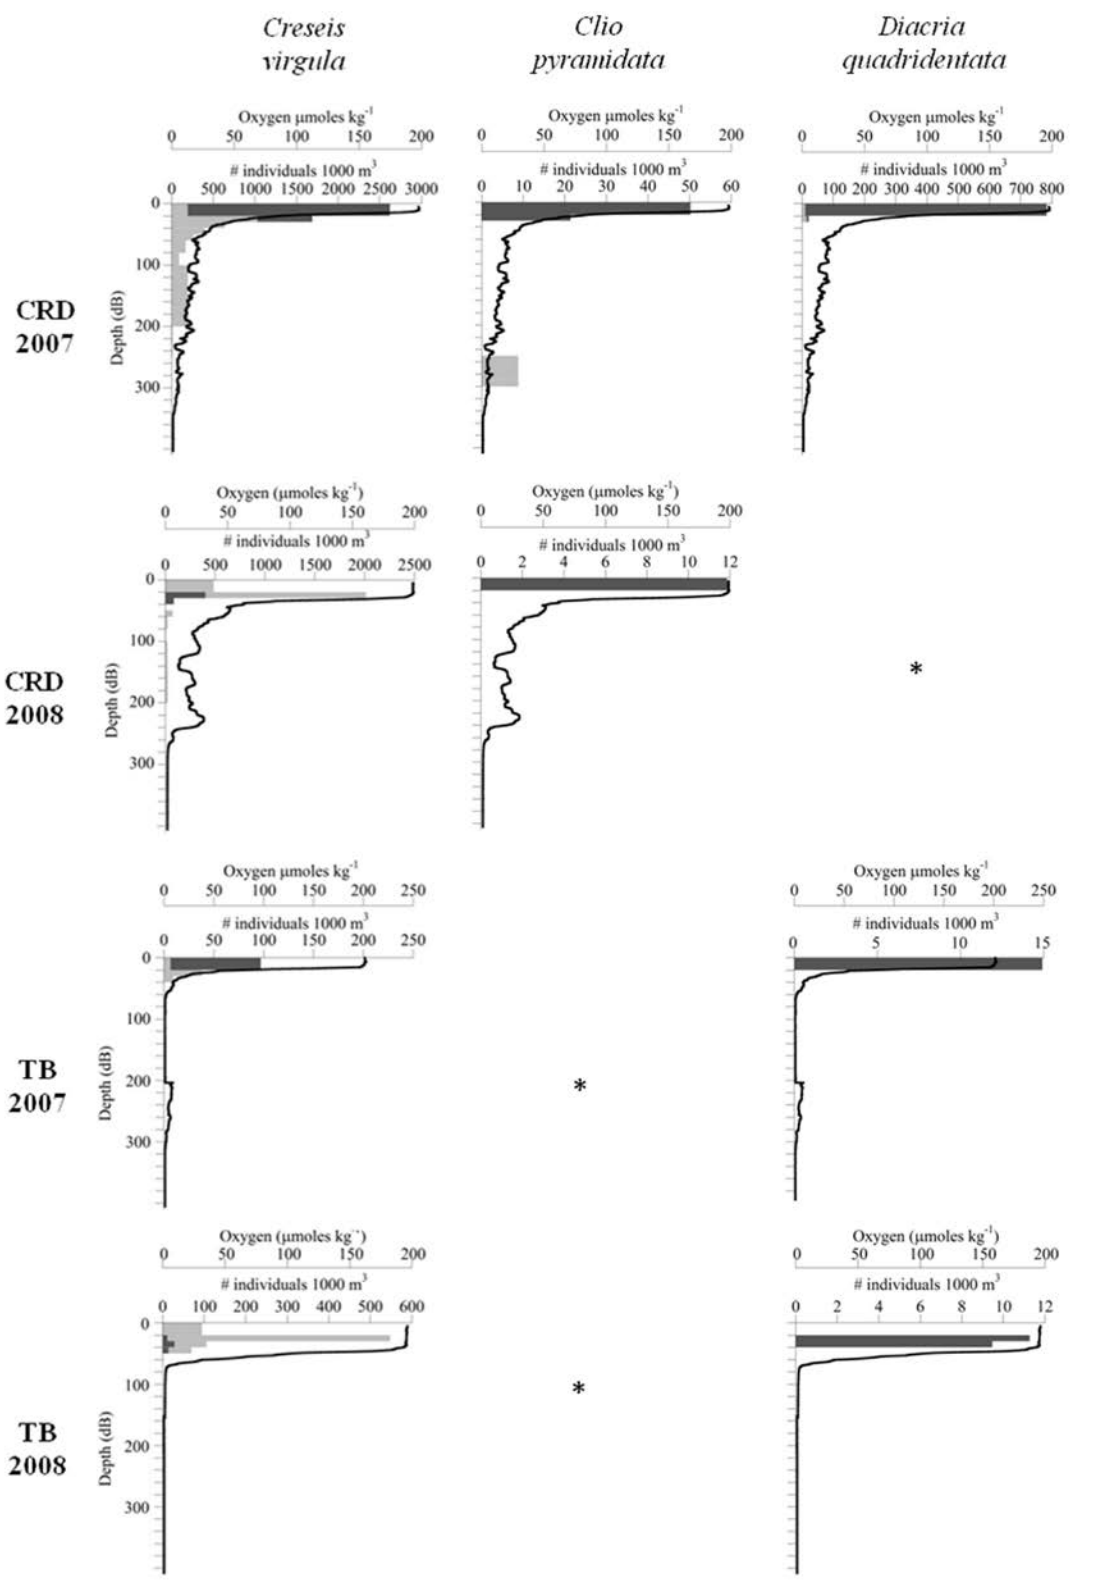 Creseis
virgula
Clio
pyramidata
Diacria
quadridentata
CRD
2007
Oxygen µmoles kg⁻¹
0 50 100 150 200
# individuals 1000 m³
0 500 1000 1500 2000 2500 3000
0
100
200
300
Depth (dB)
Oxygen µmoles kg⁻¹
0 50 100 150 200
# individuals 1000 m³
0 10 20 30 40 50 60
Oxygen µmoles kg⁻¹
0 50 100 150 200
# individuals 1000 m³
0 100 200 300 400 500 600 700 800
CRD
2008
Oxygen (µmoles kg⁻¹)
0 50 100 150 200
# individuals 1000 m³
0 500 1000 1500 2000 2500
0
100
200
300
Depth (dB)
Oxygen (µmoles kg⁻¹)
0 50 100 150 200
# individuals 1000 m³
0 2 4 6 8 10 12
*
TB
2007
Oxygen µmoles kg⁻¹
0 50 100 150 200 250
# individuals 1000 m³
0 50 100 150 200 250
0
100
200
300
Depth (dB)
*
Oxygen µmoles kg⁻¹
0 50 100 150 200 250
# individuals 1000 m³
0 5 10 15
TB
2008
Oxygen (µmoles kg⁻)
0 50 100 150 200
# individuals 1000 m³
0 100 200 300 400 500 600
0
100
200
300
Depth (dB)
*
Oxygen (µmoles kg⁻¹)
0 50 100 150 200
# individuals 1000 m³
0 2 4 6 8 10 12